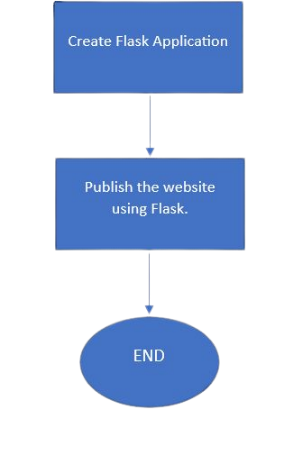 Create Flask Application
Publish the website
using Flask.
END